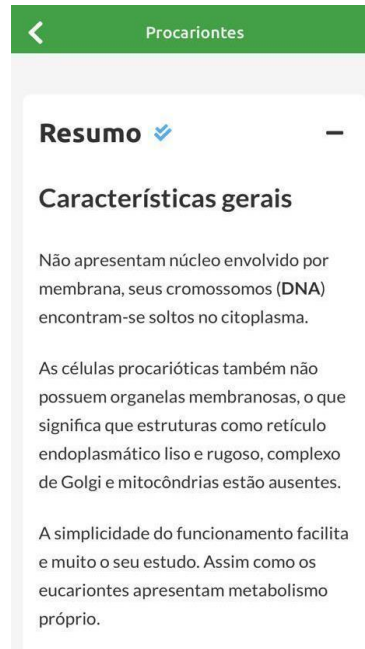 Procariontes
Resumo
Características gerais
Não apresentam núcleo envolvido por
membrana, seus cromossomos (DNA)
encontram-se soltos no citoplasma.
As células procarióticas também não
possuem organelas membranosas, o que
significa que estruturas como retículo
endoplasmático liso e rugoso, complexo
de Golgi e mitocôndrias estão ausentes.
A simplicidade do funcionamento facilita
e muito o seu estudo. Assim como os
eucariontes apresentam metabolismo
próprio.